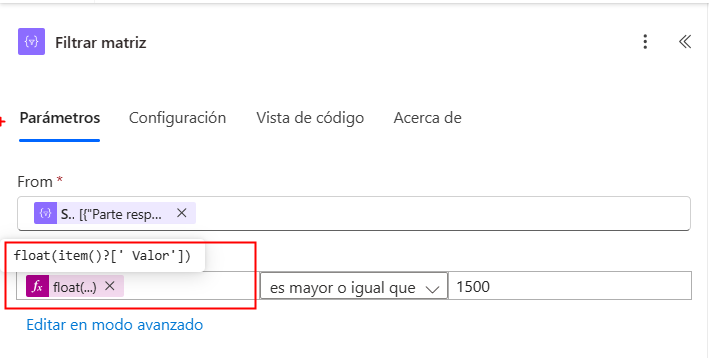 Filtrar matriz
Parámetros Configuración Vista de código Acerca de
From *
S.. [{"Parte resp...
float(item()?[' Valor'])
fx float(...)
es mayor o igual que
1500
Editar en modo avanzado